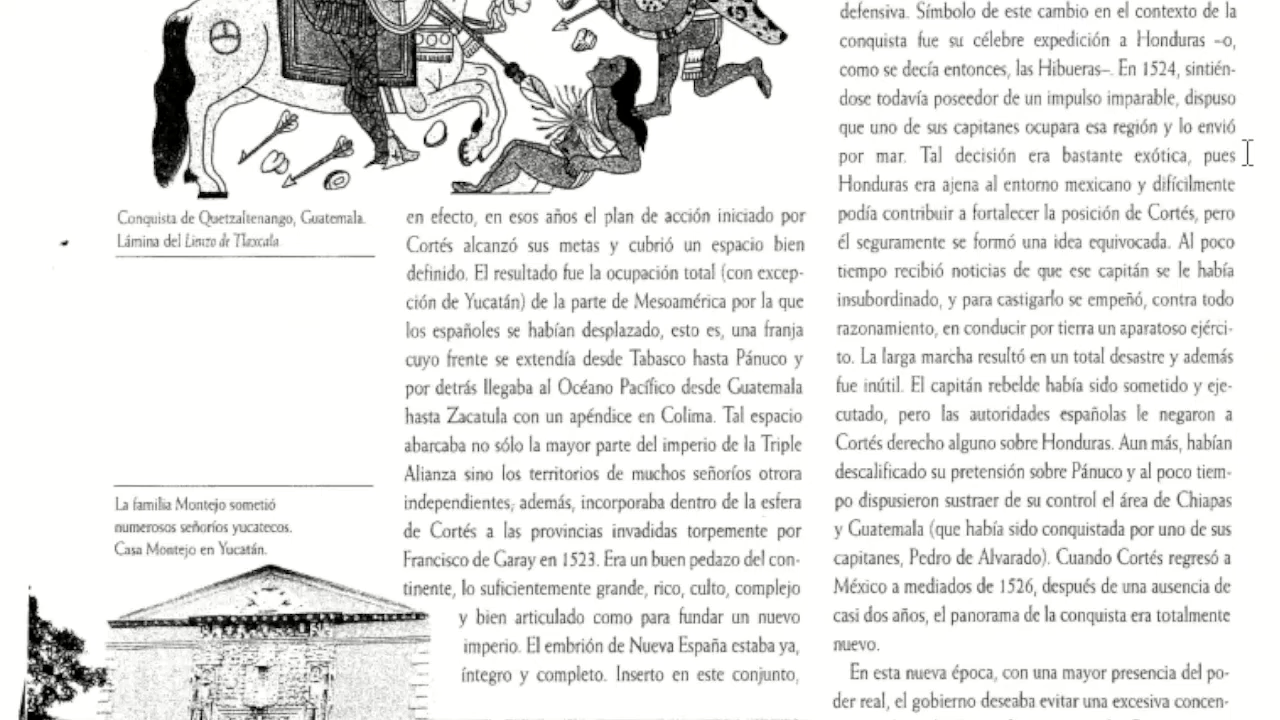 Conquista de Quetzaltenango, Guatemala.
Lámina del Lienzo de Tlaxcala
La familia Montejo sometió
numerosos señoríos yucatecos.
Casa Montejo en Yucatán.
en efecto, en esos años el plan de acción iniciado por
Cortés alcanzó sus metas y cubrió un espacio bien
definido. El resultado fue la ocupación total (con excep-
ción de Yucatán) de la parte de Mesoamérica por la que
los españoles se habían desplazado, esto es, una franja
cuyo frente se extendía desde Tabasco hasta Pánuco y
por detrás llegaba al Océano Pacífico desde Guatemala
hasta Zacatula con un apéndice en Colima. Tal espacio
abarcaba no sólo la mayor parte del imperio de la Triple
Alianza sino los territorios de muchos señoríos otrora
independientes; además, incorporaba dentro de la esfera
de Cortés a las provincias invadidas torpemente por
Francisco de Garay en 1523. Era un buen pedazo del con-
tinente, lo suficientemente grande, rico, culto, complejo
y bien articulado como para fundar un nuevo
imperio. El embrión de Nueva España estaba ya,
íntegro y completo. Inserto en este conjunto,
defensiva. Símbolo de este cambio en el contexto de la
conquista fue su célebre expedición a Honduras –o,
como se decía entonces, las Hibueras–. En 1524, sintién-
dose todavía poseedor de un impulso imparable, dispuso
que uno de sus capitanes ocupara esa región y lo envió
por mar. Tal decisión era bastante exótica, pues
Honduras era ajena al entorno mexicano y difícilmente
podía contribuir a fortalecer la posición de Cortés, pero
él seguramente se formó una idea equivocada. Al poco
tiempo recibió noticias de que ese capitán se le había
insubordinado, y para castigarlo se empeñó, contra todo
razonamiento, en conducir por tierra un aparatoso ejérci-
to. La larga marcha resultó en un total desastre y además
fue inútil. El capitán rebelde había sido sometido y eje-
cutado, pero las autoridades españolas le negaron a
Cortés derecho alguno sobre Honduras. Aun más, habían
descalificado su pretensión sobre Pánuco y al poco tiem-
po dispusieron sustraer de su control el área de Chiapas
y Guatemala (que había sido conquistada por uno de sus
capitanes, Pedro de Alvarado). Cuando Cortés regresó a
México a mediados de 1526, después de una ausencia de
casi dos años, el panorama de la conquista era totalmente
nuevo.
En esta nueva época, con una mayor presencia del po-
der real, el gobierno deseaba evitar una excesiva concen-